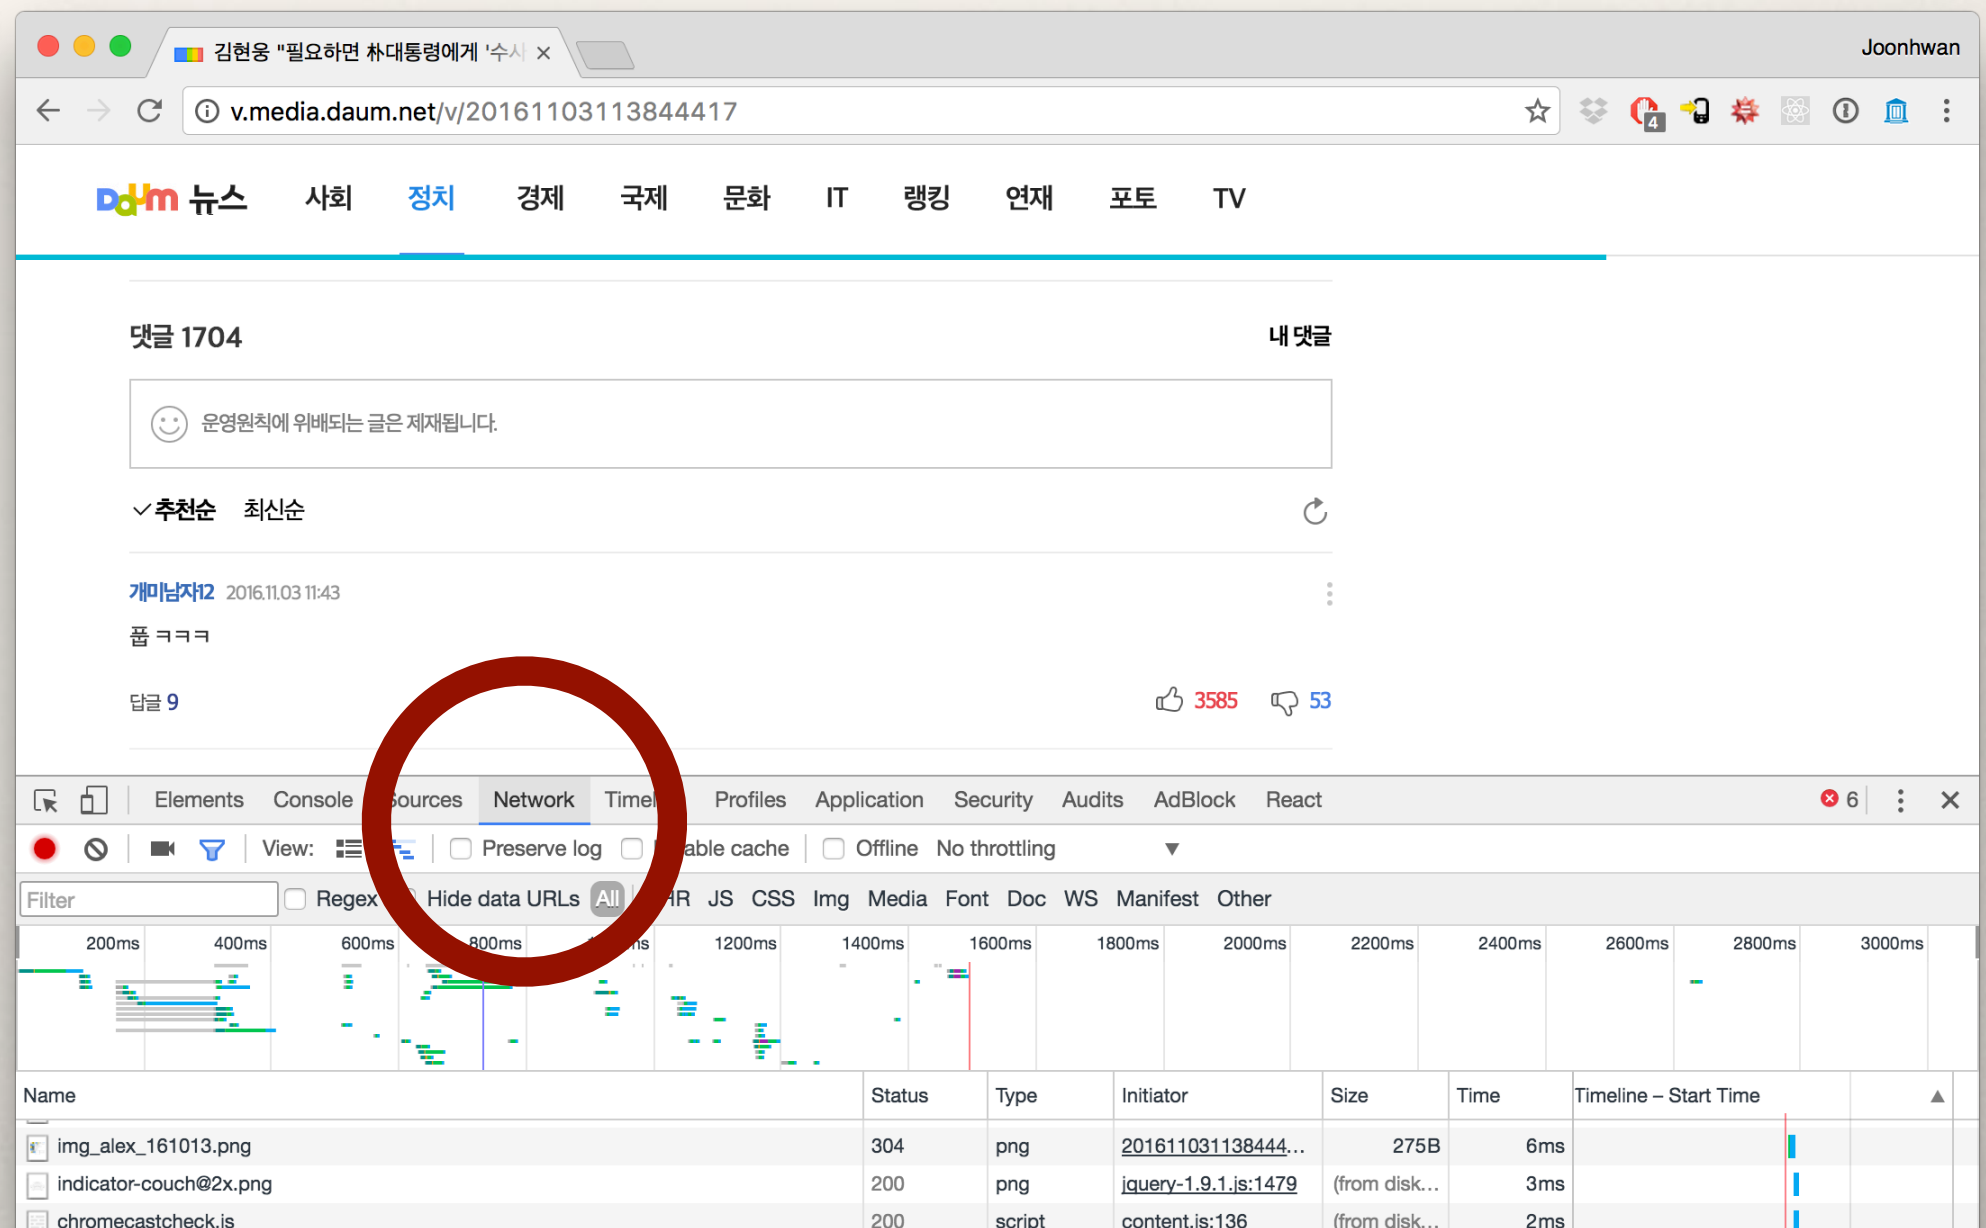 김현웅 "필요하면 朴대통령에게 '수사
Joonhwan
v.media.daum.net/v/20161103113844417
4
Daum 뉴스 사회 정치 경제 국제 문화 IT 랭킹 연재 포토 TV
댓글 1704 내 댓글
운영원칙에 위배되는 글은 제재됩니다.
추천순 최신순
개미남자12 2016.11.03 11:43
풉 ㅋㅋㅋ
답글 9 3585 53
Elements Console Sources Network Timel Profiles Application Security Audits AdBlock React 6
View: Preserve log able cache Offline No throttling
Filter Regex Hide data URLs All HR JS CSS Img Media Font Doc WS Manifest Other
200ms 400ms 600ms 800ms ms 1200ms 1400ms 1600ms 1800ms 2000ms 2200ms 2400ms 2600ms 2800ms 3000ms
Name Status Type Initiator Size Time Timeline – Start Time
img_alex_161013.png 304 png 201611031138444... 275B 6ms
indicator-couch@2x.png 200 png jquery-1.9.1.js:1479 (from disk... 3ms
chromecastcheck.js 200 script content.js:136 (from disk... 2ms